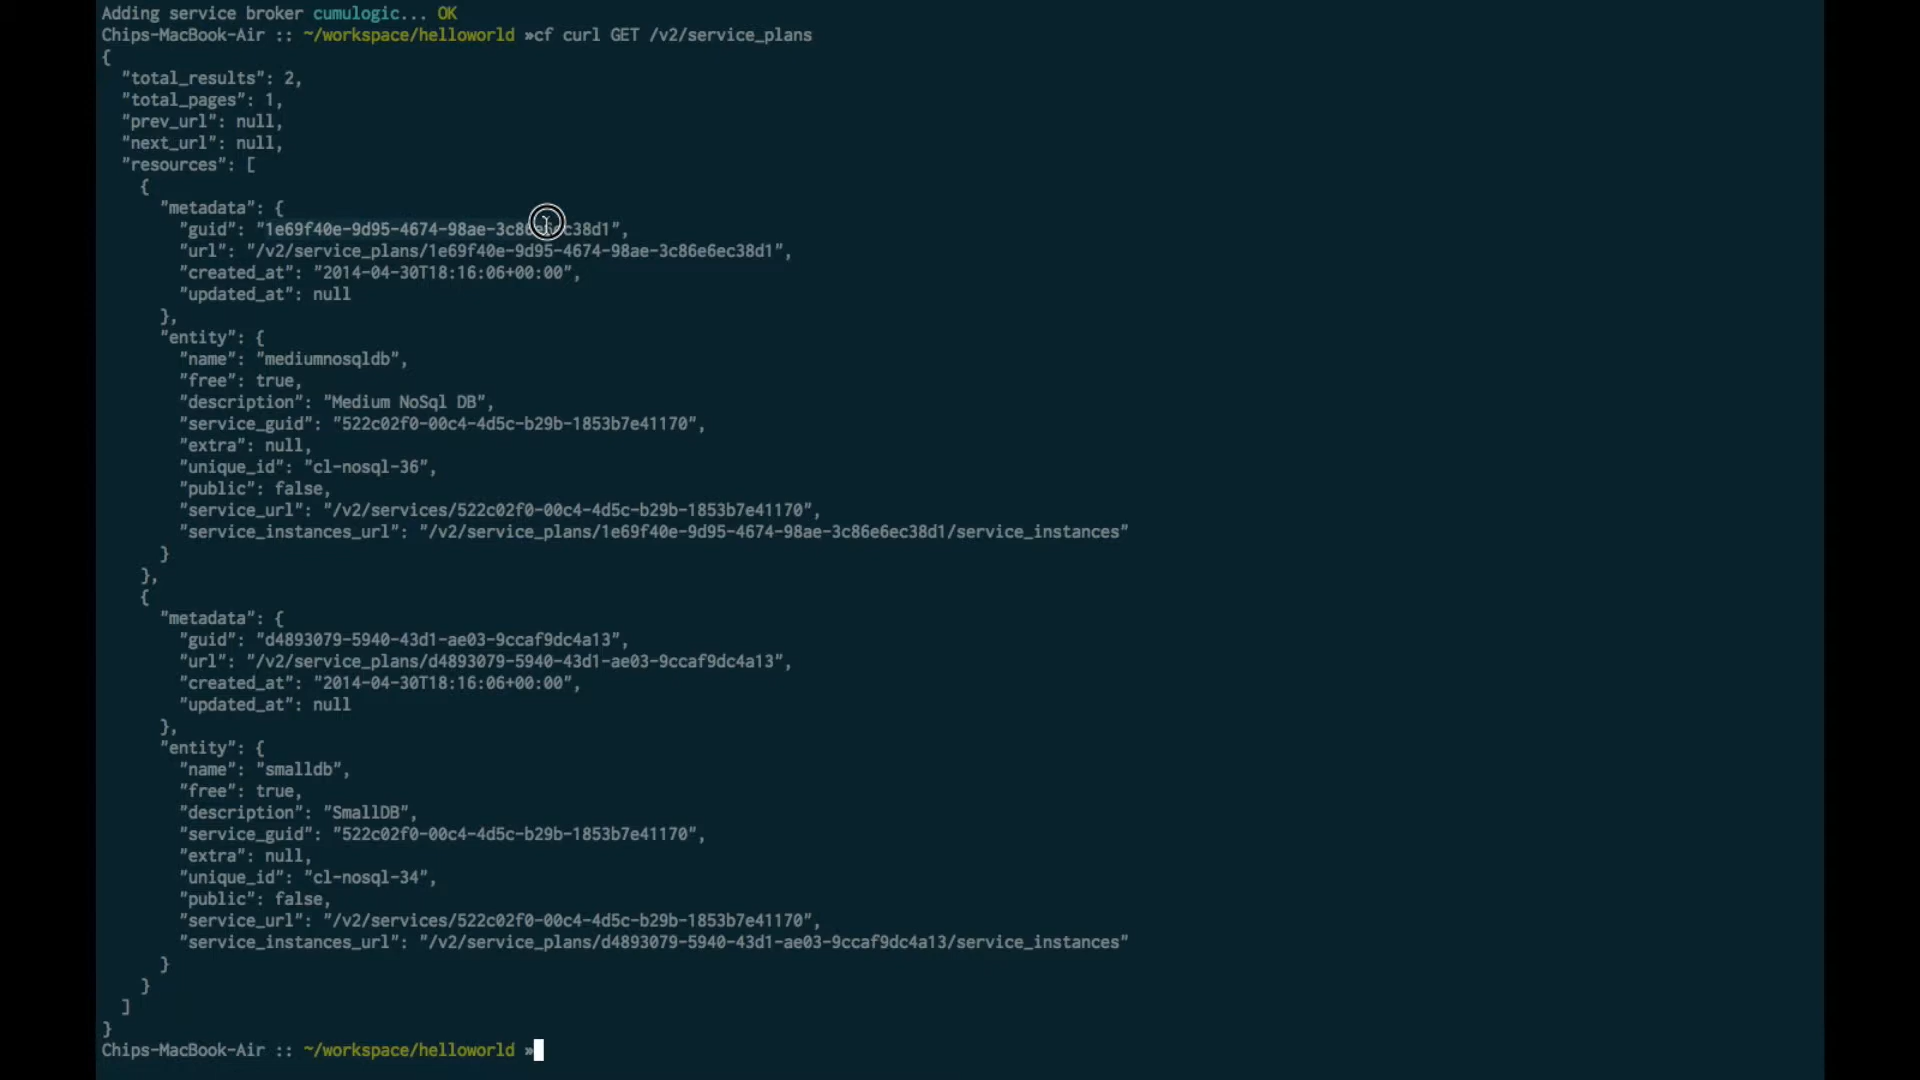 Adding service broker cumulogic... OK
Chips-MacBook-Air :: ~/workspace/helloworld »cf curl GET /v2/service_plans
{
  "total_results": 2,
  "total_pages": 1,
  "prev_url": null,
  "next_url": null,
  "resources": [
    {
      "metadata": {
        "guid": "1e69f40e-9d95-4674-98ae-3c86e6ec38d1",
        "url": "/v2/service_plans/1e69f40e-9d95-4674-98ae-3c86e6ec38d1",
        "created_at": "2014-04-30T18:16:06+00:00",
        "updated_at": null
      },
      "entity": {
        "name": "mediumnosqldb",
        "free": true,
        "description": "Medium NoSql DB",
        "service_guid": "522c02f0-00c4-4d5c-b29b-1853b7e41170",
        "extra": null,
        "unique_id": "cl-nosql-36",
        "public": false,
        "service_url": "/v2/services/522c02f0-00c4-4d5c-b29b-1853b7e41170",
        "service_instances_url": "/v2/service_plans/1e69f40e-9d95-4674-98ae-3c86e6ec38d1/service_instances"
      }
    },
    {
      "metadata": {
        "guid": "d4893079-5940-43d1-ae03-9ccaf9dc4a13",
        "url": "/v2/service_plans/d4893079-5940-43d1-ae03-9ccaf9dc4a13",
        "created_at": "2014-04-30T18:16:06+00:00",
        "updated_at": null
      },
      "entity": {
        "name": "smalldb",
        "free": true,
        "description": "SmallDB",
        "service_guid": "522c02f0-00c4-4d5c-b29b-1853b7e41170",
        "extra": null,
        "unique_id": "cl-nosql-34",
        "public": false,
        "service_url": "/v2/services/522c02f0-00c4-4d5c-b29b-1853b7e41170",
        "service_instances_url": "/v2/service_plans/d4893079-5940-43d1-ae03-9ccaf9dc4a13/service_instances"
      }
    }
  ]
}
Chips-MacBook-Air :: ~/workspace/helloworld »